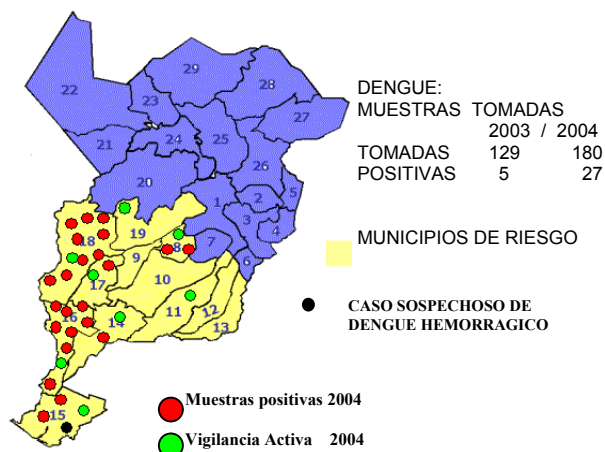 29
28
22
23
27
25
24
21
26
20
2
5
1
3
4
19
18
8
7
9
6
17
10
16
14
11
12
13
15
DENGUE:
MUESTRAS TOMADAS
2003 / 2004
TOMADAS 129 180
POSITIVAS 5 27
MUNICIPIOS DE RIESGO
CASO SOSPECHOSO DE
DENGUE HEMORRAGICO
Muestras positivas 2004
Vigilancia Activa 2004